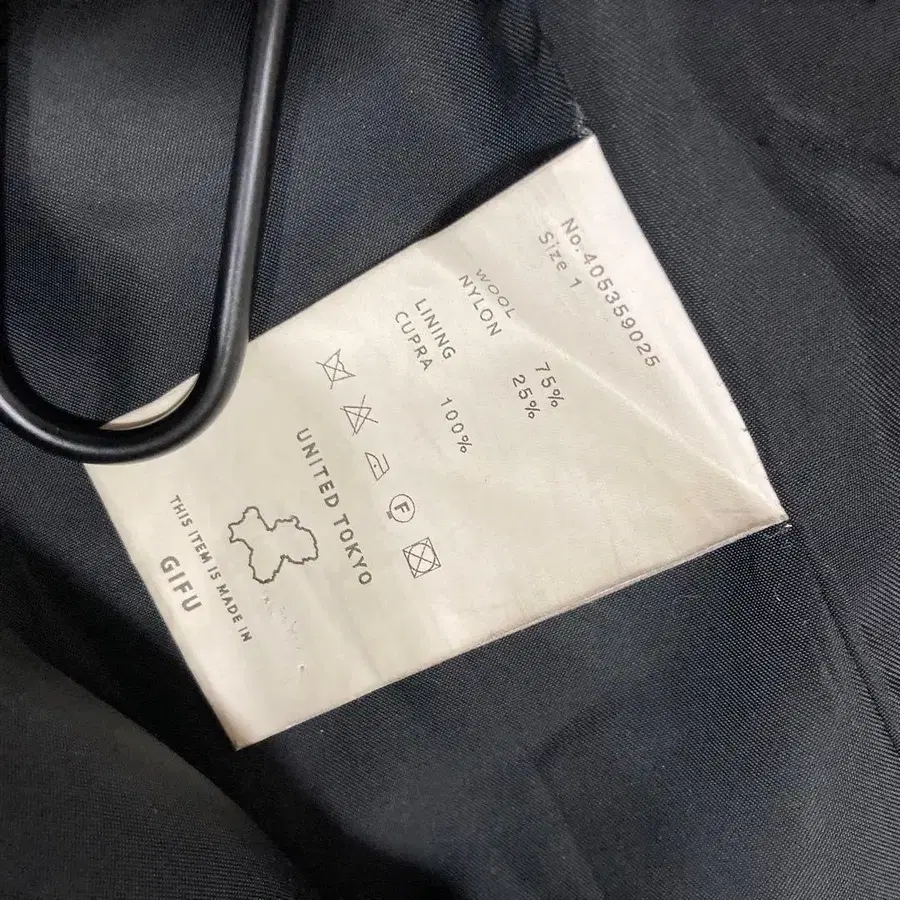 No. 405359025
Size 1
WOOL 75%
NYLON 25%
LINING
CUPRA 100%
F
UNITED TOKYO
THIS ITEM IS MADE IN
GIFU